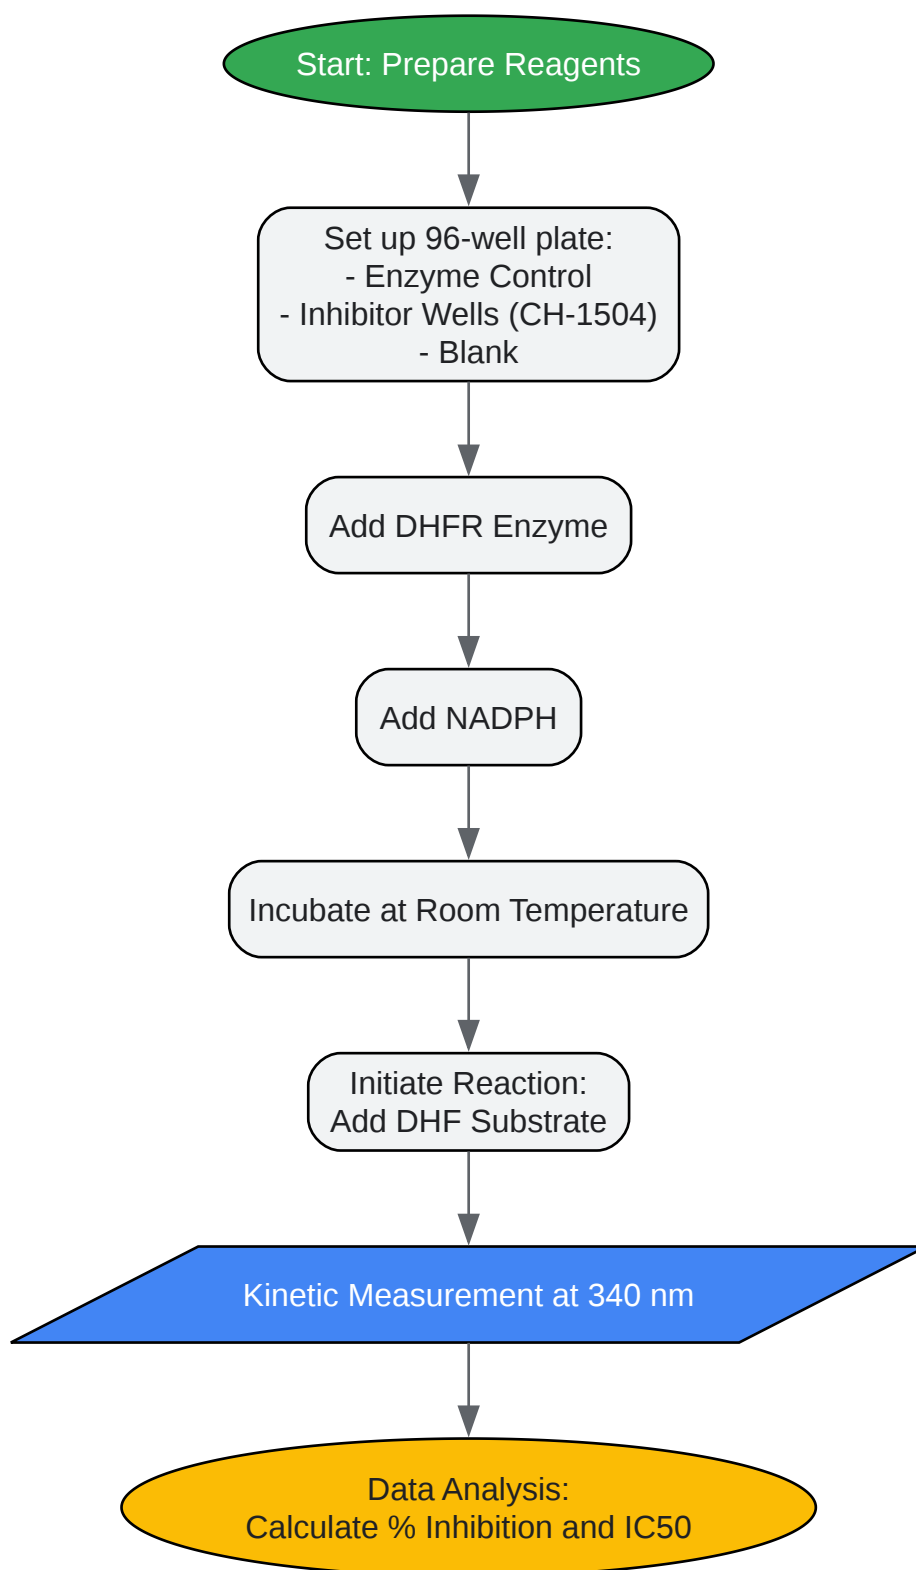 Start: Prepare Reagents
Set up 96-well plate:
- Enzyme Control
- Inhibitor Wells (CH-1504)
- Blank
Add DHFR Enzyme
Add NADPH
Incubate at Room Temperature
Initiate Reaction:
Add DHF Substrate
Kinetic Measurement at 340 nm
Data Analysis:
Calculate % Inhibition and IC50